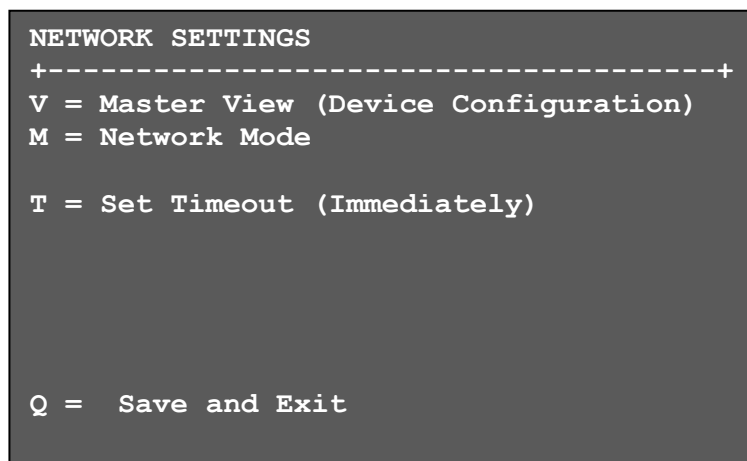 NETWORK SETTINGS
+---------------------------------------+
V = Master View (Device Configuration)
M = Network Mode
T = Set Timeout (Immediately)
Q =  Save and Exit